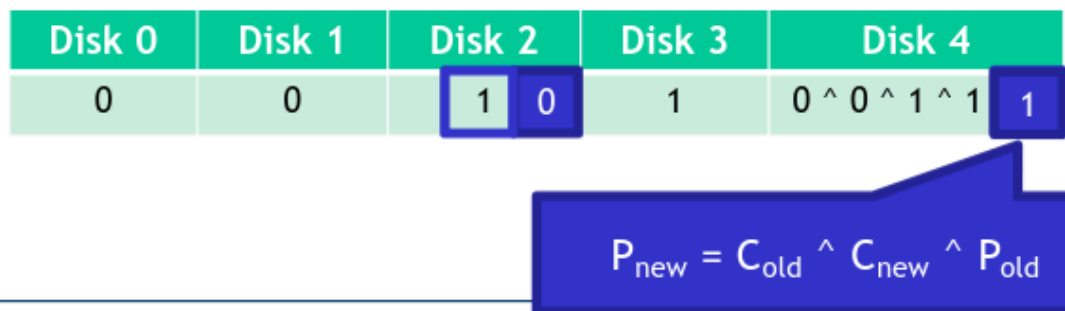 Disk 0 Disk 1 Disk 2 Disk 3 Disk 4
0 0 1 0 1 0 ^ 0 ^ 1 ^ 1 1
Pnew = Cold ^ Cnew ^ Pold